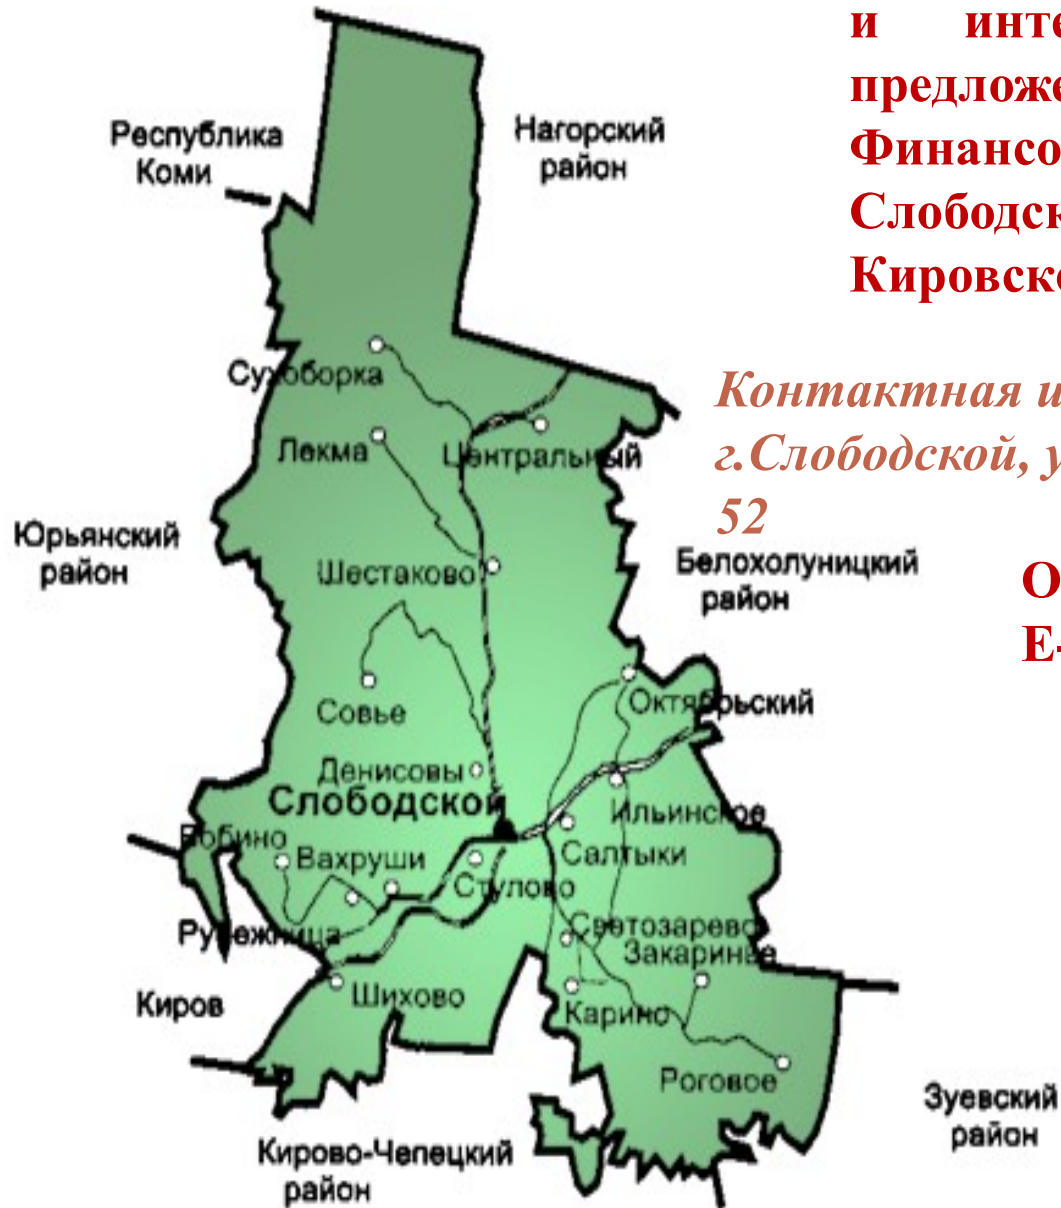 и инте
предложе
Финансо
Слободск
Кировско
Республика
Коми
Нагорский
район
Сухоборка
Контактная и
г.Слободской, у
52
Лекма
Центральный
Юрьянский
район
Шестаково
Белохолуницкий
район
О
Е-
Совье
Октябрьский
Денисовы
Слободской
Ильинское
Бобино
Вахруши
Салтыки
Стулово
Рубежница
Светозарево
Закаринье
Киров
Шихово
Карино
Роговое
Зуевский
район
Кирово-Чепецкий
район